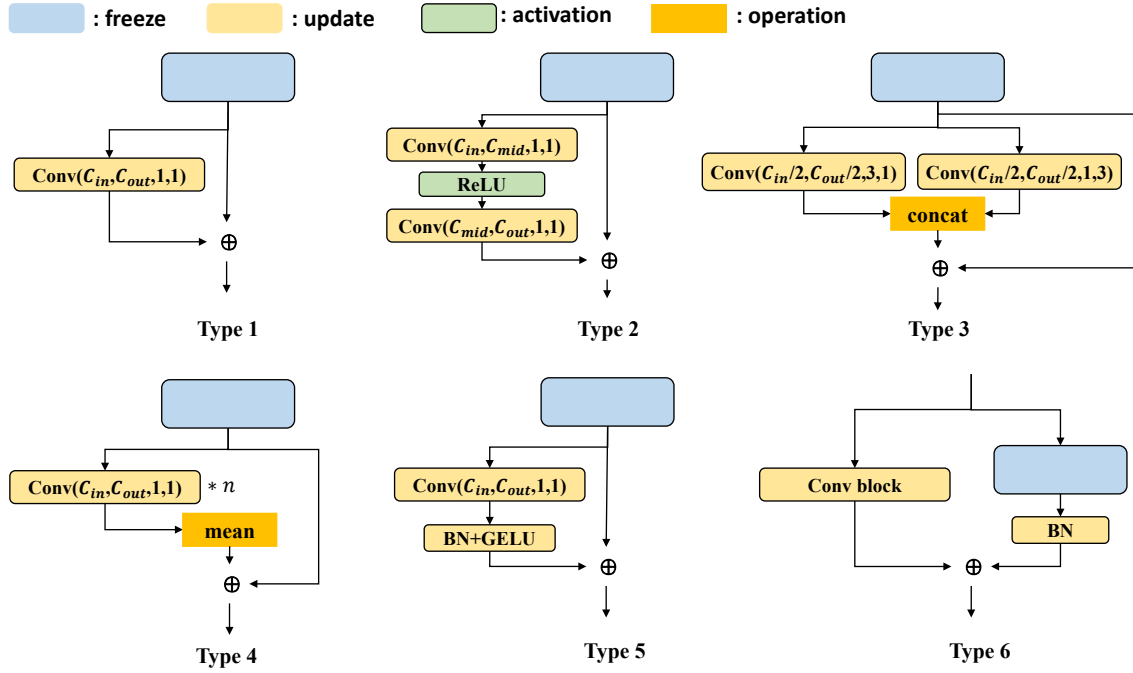 : freeze : update : activation : operation
Conv(C_in,C_out,1,1)
⊕
Type 1
Conv(C_in,C_mid,1,1)
ReLU
Conv(C_mid,C_out,1,1)
⊕
Type 2
Conv(C_in/2,C_out/2,3,1) Conv(C_in/2,C_out/2,1,3)
concat
⊕
Type 3
Conv(C_in,C_out,1,1) * n
mean
⊕
Type 4
Conv(C_in,C_out,1,1)
BN+GELU
⊕
Type 5
Conv block
BN
⊕
Type 6